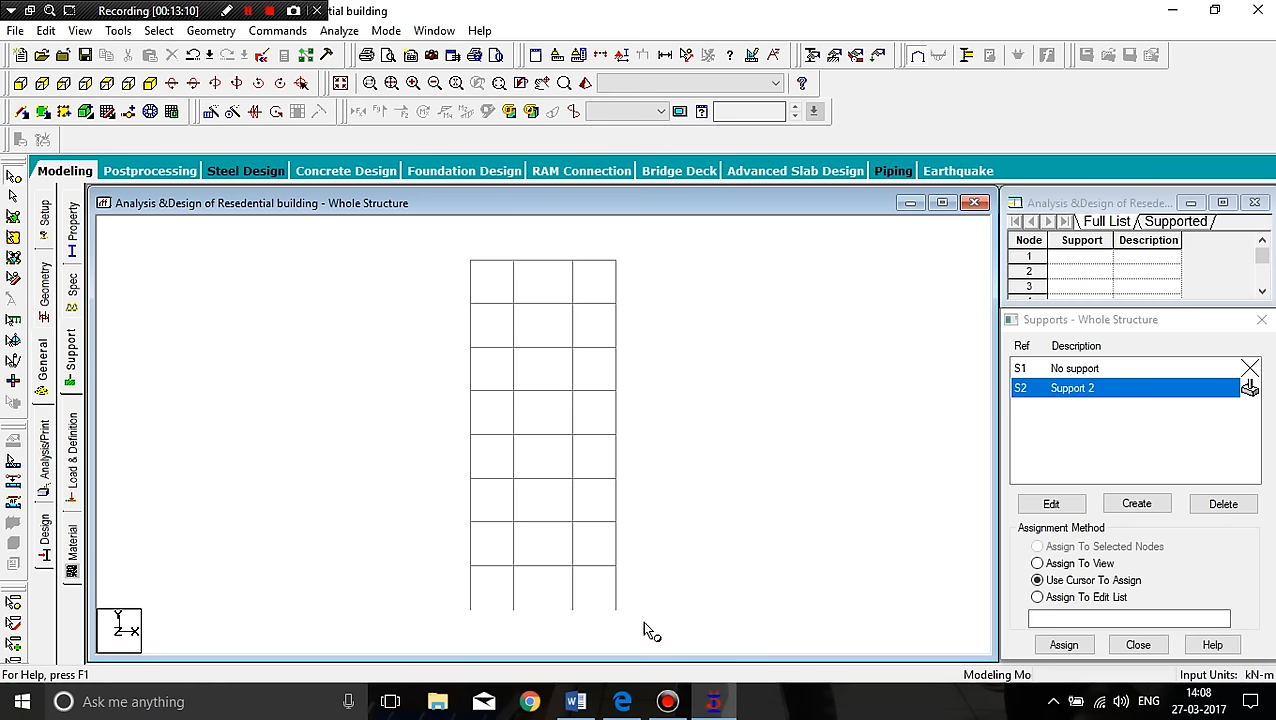 Recording [00:13:10]
tial building
File Edit View Tools Select Geometry Commands Analyze Mode Window Help
Modeling Postprocessing Steel Design Concrete Design Foundation Design RAM Connection Bridge Deck Advanced Slab Design Piping Earthquake
Setup
Geometry
General
Analysis/Print
Design
Property
Spec
Support
Load & Definition
Material
Analysis &Design of Resedential building - Whole Structure
Y
Z X
Analysis &Design of Resede...
Full List Supported
Node Support Description
1
2
3
Supports - Whole Structure
Ref Description
S1 No support
S2 Support 2
Edit Create Delete
Assignment Method
Assign To Selected Nodes
Assign To View
Use Cursor To Assign
Assign To Edit List
Assign Close Help
For Help, press F1
Modeling Mo
Input Units: kN-m
Ask me anything
ENG
14:08
27-03-2017